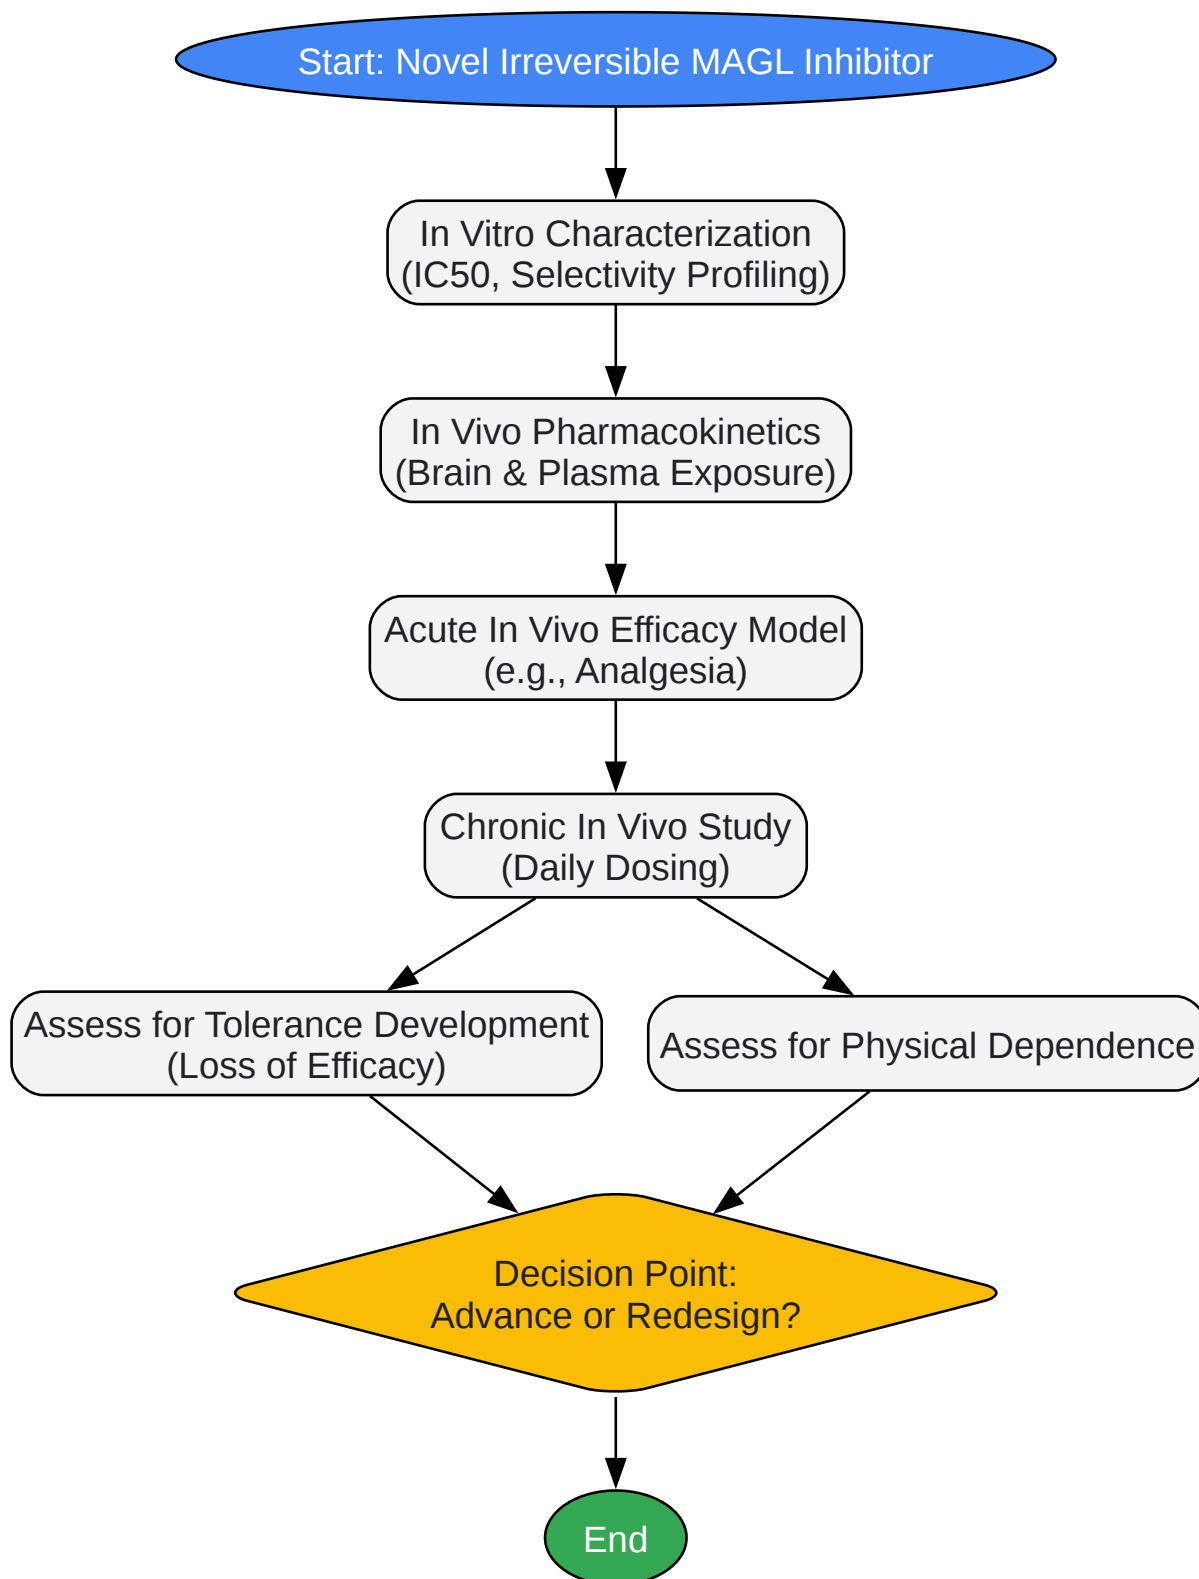 Start: Novel Irreversible MAGL Inhibitor
In Vitro Characterization
(IC50, Selectivity Profiling)
In Vivo Pharmacokinetics
(Brain & Plasma Exposure)
Acute In Vivo Efficacy Model
(e.g., Analgesia)
Chronic In Vivo Study
(Daily Dosing)
Assess for Tolerance Development
(Loss of Efficacy)
Assess for Physical Dependence
Decision Point:
Advance or Redesign?
End